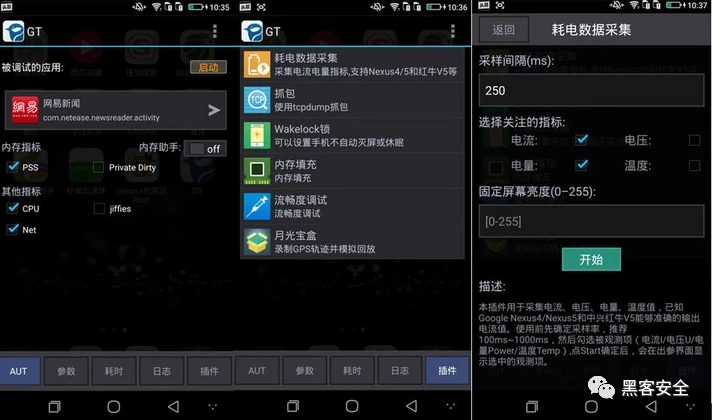 10:35
GT
被调试的应用:
启动
網易
网易新闻
com.netease.newsreader.activity
内存指标
内存助手:
off
PSS
Private Dirty
其他指标
CPU
jiffies
Net
AUT
参数
耗时
日志
插件
10:36
GT
耗电数据采集
采集电流电量指标,支持Nexus4/5和红牛V5等
抓包
使用tcpdump抓包
TCP
Wakelock锁
可以设置手机不自动灭屏或休眠
内存填充
内存填充
流畅度调试
流畅度调试
月光宝盒
录制GPS轨迹并模拟回放
AUT
参数
耗时
日志
插件
10:37
返回
耗电数据采集
采样间隔(ms):
250
选择关注的指标:
电流:
电压:
电量:
温度:
固定屏幕亮度(0-255):
[0-255]
开始
描述:
本插件用于采集电流、电压、电量、温度值，已知
Google Nexus4/Nexus5和中兴红牛V5能够准确的输出
电流值。使用前先确定采样率，推荐
100ms~1000ms，然后勾选被观测项（电流I/电压U/电
量Power/温度Temp）,点Start确定后，会在出参界面显
示选中的观测项。
黑客安全